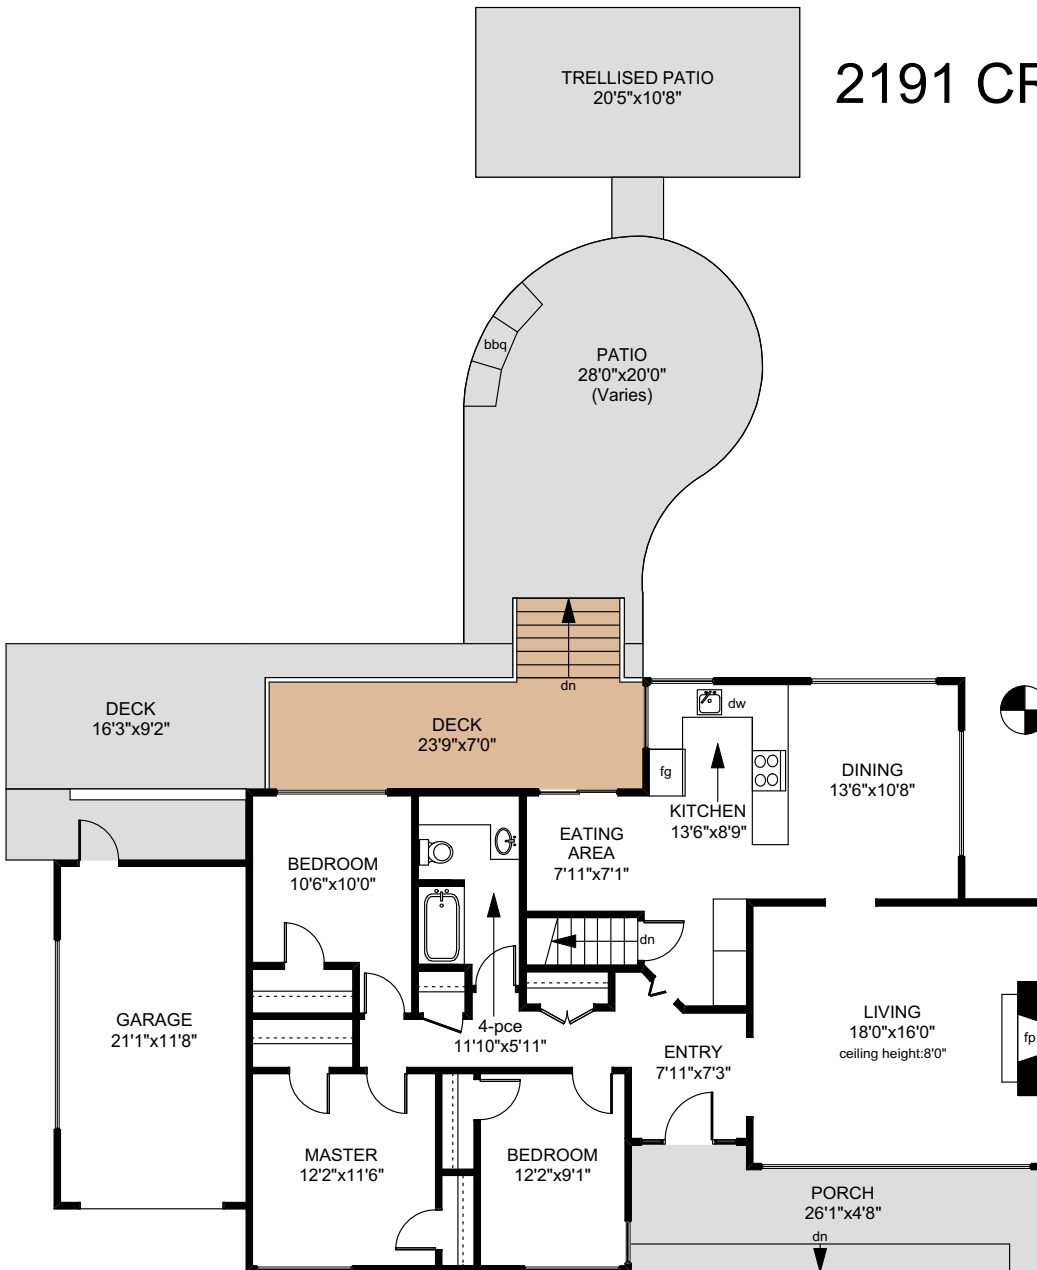 TRELLISED PATIO
20'5"x10'8"
2191 CR
bbq
PATIO
28'0"x20'0"
(Varies)
dn
DECK
16'3"x9'2"
DECK
23'9"x7'0"
dw
fg
KITCHEN
13'6"x8'9"
DINING
13'6"x10'8"
EATING
AREA
7'11"x7'1"
BEDROOM
10'6"x10'0"
dn
GARAGE
21'1"x11'8"
4-pce
11'10"x5'11"
ENTRY
7'11"x7'3"
LIVING
18'0"x16'0"
ceiling height:8'0"
fp
MASTER
12'2"x11'6"
BEDROOM
12'2"x9'1"
PORCH
26'1"x4'8"
dn